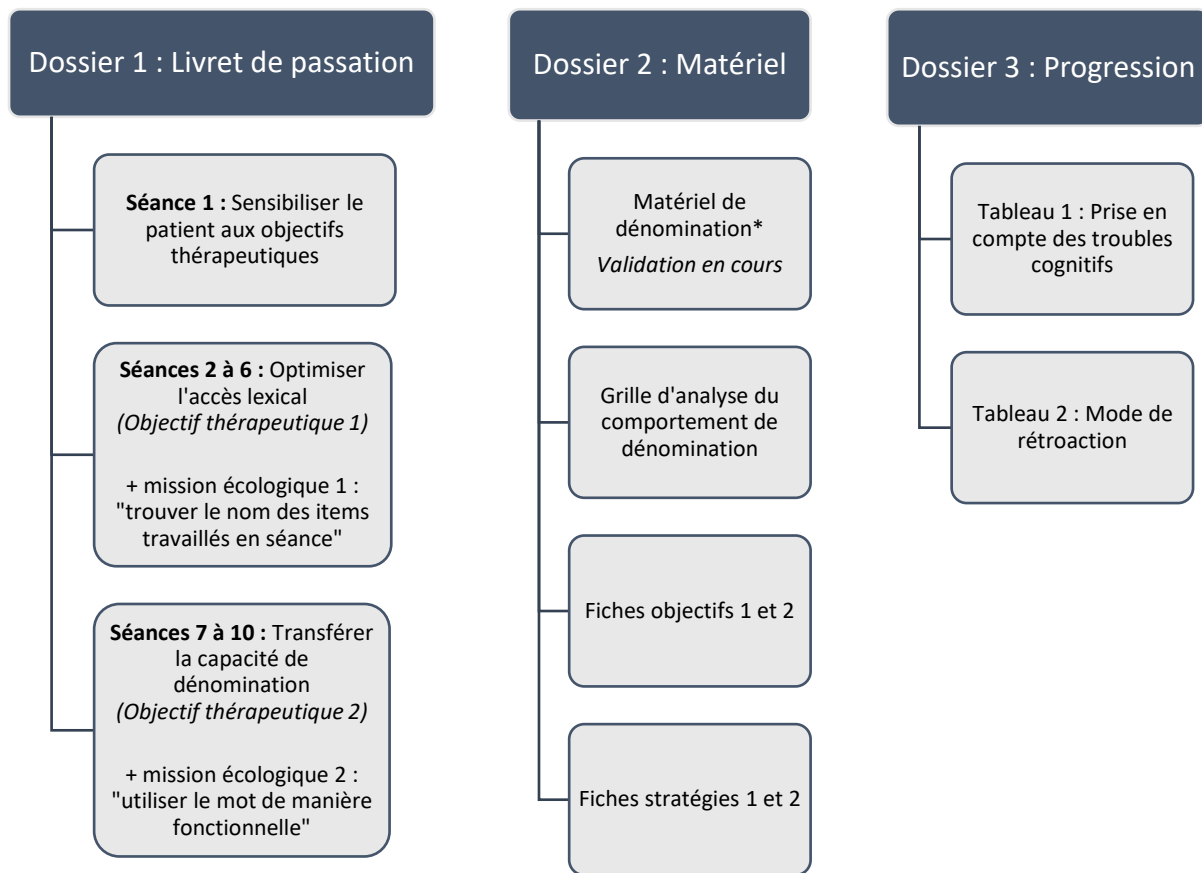 Dossier 1 : Livret de passation
Séance 1 : Sensibiliser le
patient aux objectifs
thérapeutiques
Séances 2 à 6 : Optimiser
l'accès lexical
(Objectif thérapeutique 1)
+ mission écologique 1 :
"trouver le nom des items
travaillés en séance"
Séances 7 à 10 : Transférer
la capacité de
dénomination
(Objectif thérapeutique 2)
+ mission écologique 2 :
"utiliser le mot de manière
fonctionnelle"
Dossier 2 : Matériel
Matériel de
dénomination*
Validation en cours
Grille d'analyse du
comportement de
dénomination
Fiches objectifs 1 et 2
Fiches stratégies 1 et 2
Dossier 3 : Progression
Tableau 1 : Prise en
compte des troubles
cognitifs
Tableau 2 : Mode de
rétroaction